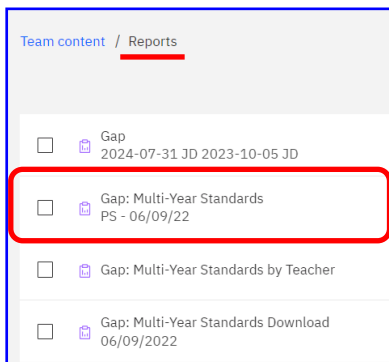 Team content / Reports
Gap
2024-07-31 JD 2023-10-05 JD
Gap: Multi-Year Standards
PS - 06/09/22
Gap: Multi-Year Standards by Teacher
Gap: Multi-Year Standards Download
06/09/2022